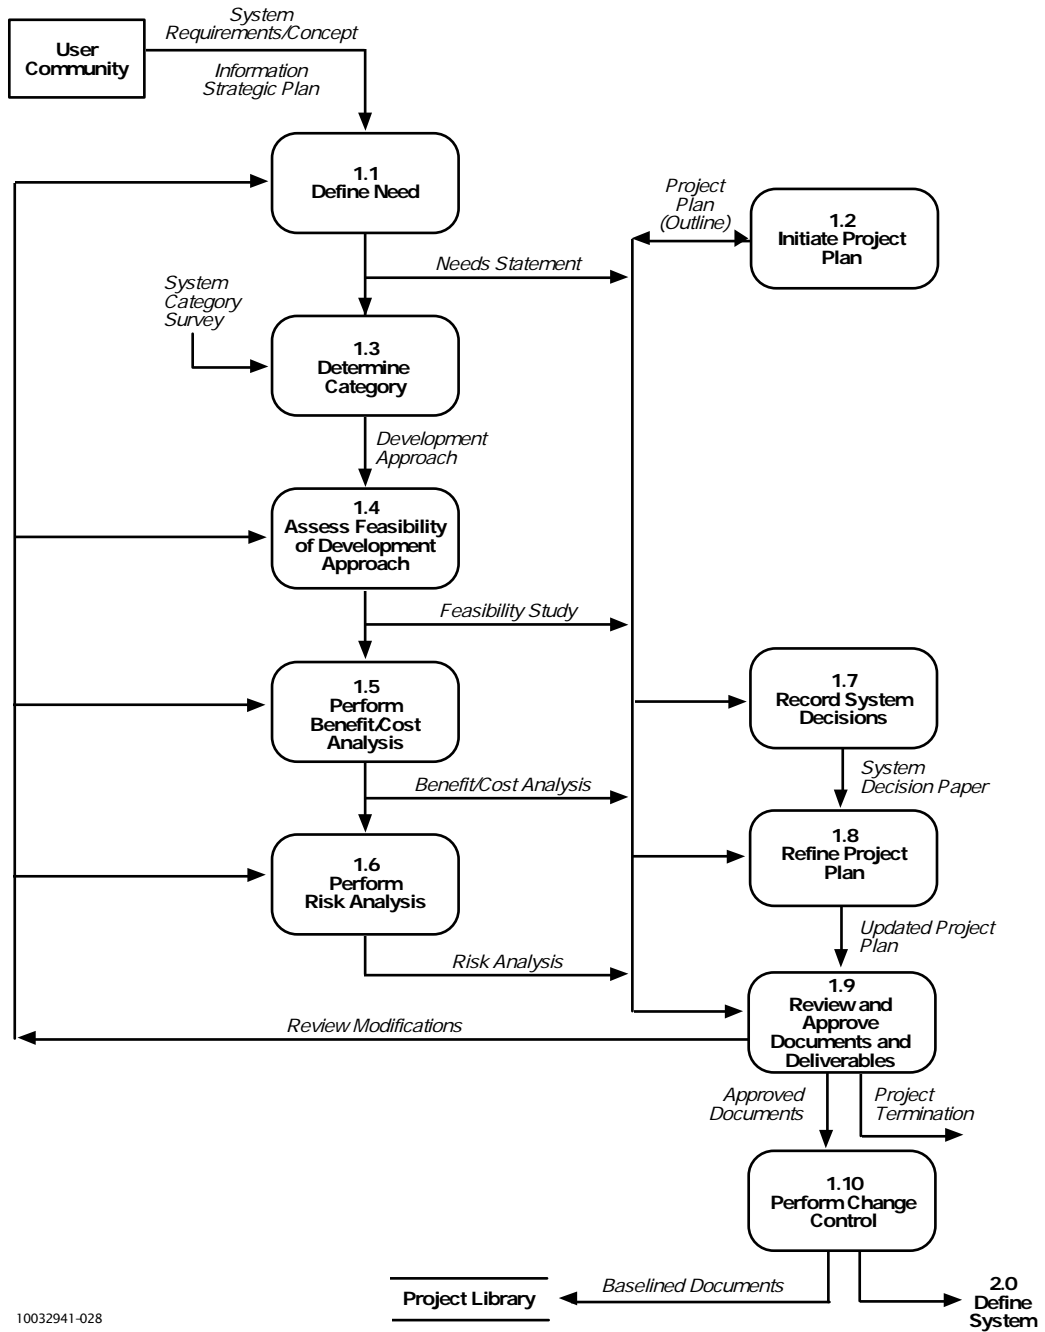 System
Requirements/Concept
User
Community
Information
Strategic Plan
1.1
Define Need
Project
Plan
(Outline)
1.2
Initiate Project
Plan
Needs Statement
System
Category
Survey
1.3
Determine
Category
Development
Approach
1.4
Assess Feasibility
of Development
Approach
Feasibility Study
1.5
Perform
Benefit/Cost
Analysis
1.7
Record System
Decisions
System
Decision Paper
Benefit/Cost Analysis
1.6
Perform
Risk Analysis
1.8
Refine Project
Plan
Updated Project
Plan
Risk Analysis
1.9
Review and
Approve
Documents and
Deliverables
Review Modifications
Approved
Documents
Project
Termination
1.10
Perform Change
Control
Baselined Documents
Project Library
2.0
Define
System
10032941-028